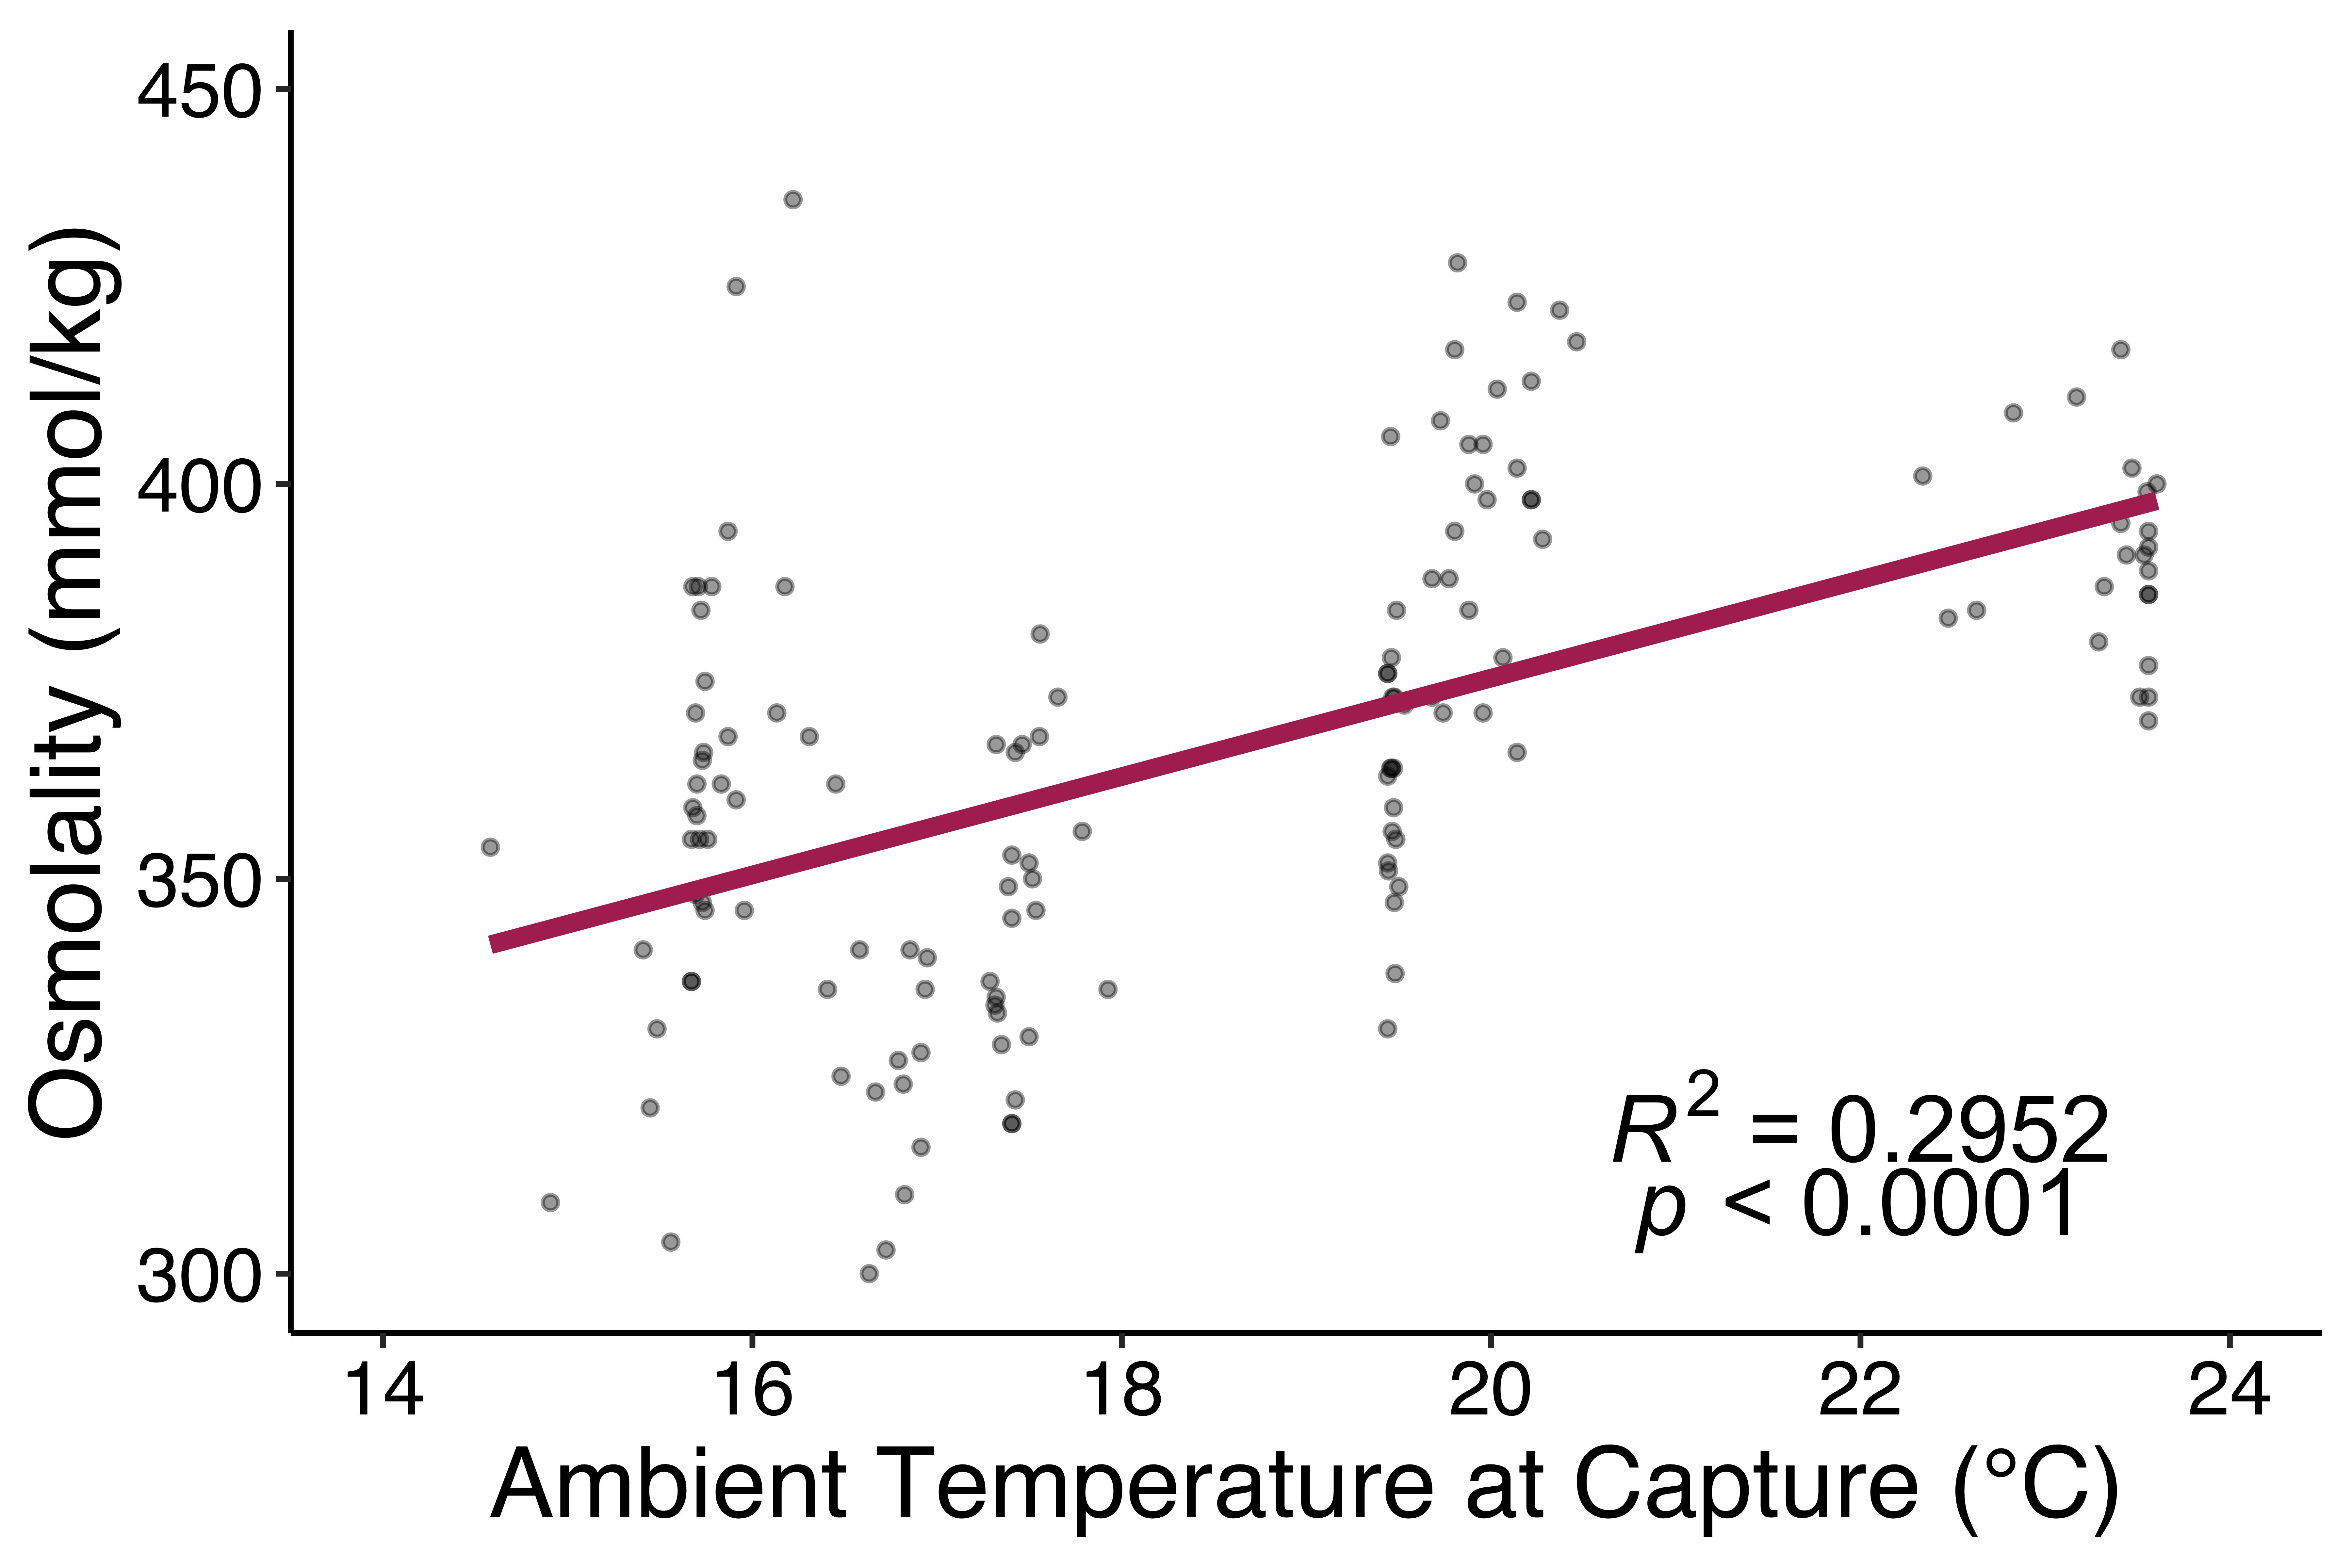 Osmolality (mmol/kg)
450
400
350
300
R² = 0.2952
p < 0.0001
14 16 18 20 22 24
Ambient Temperature at Capture (°C)